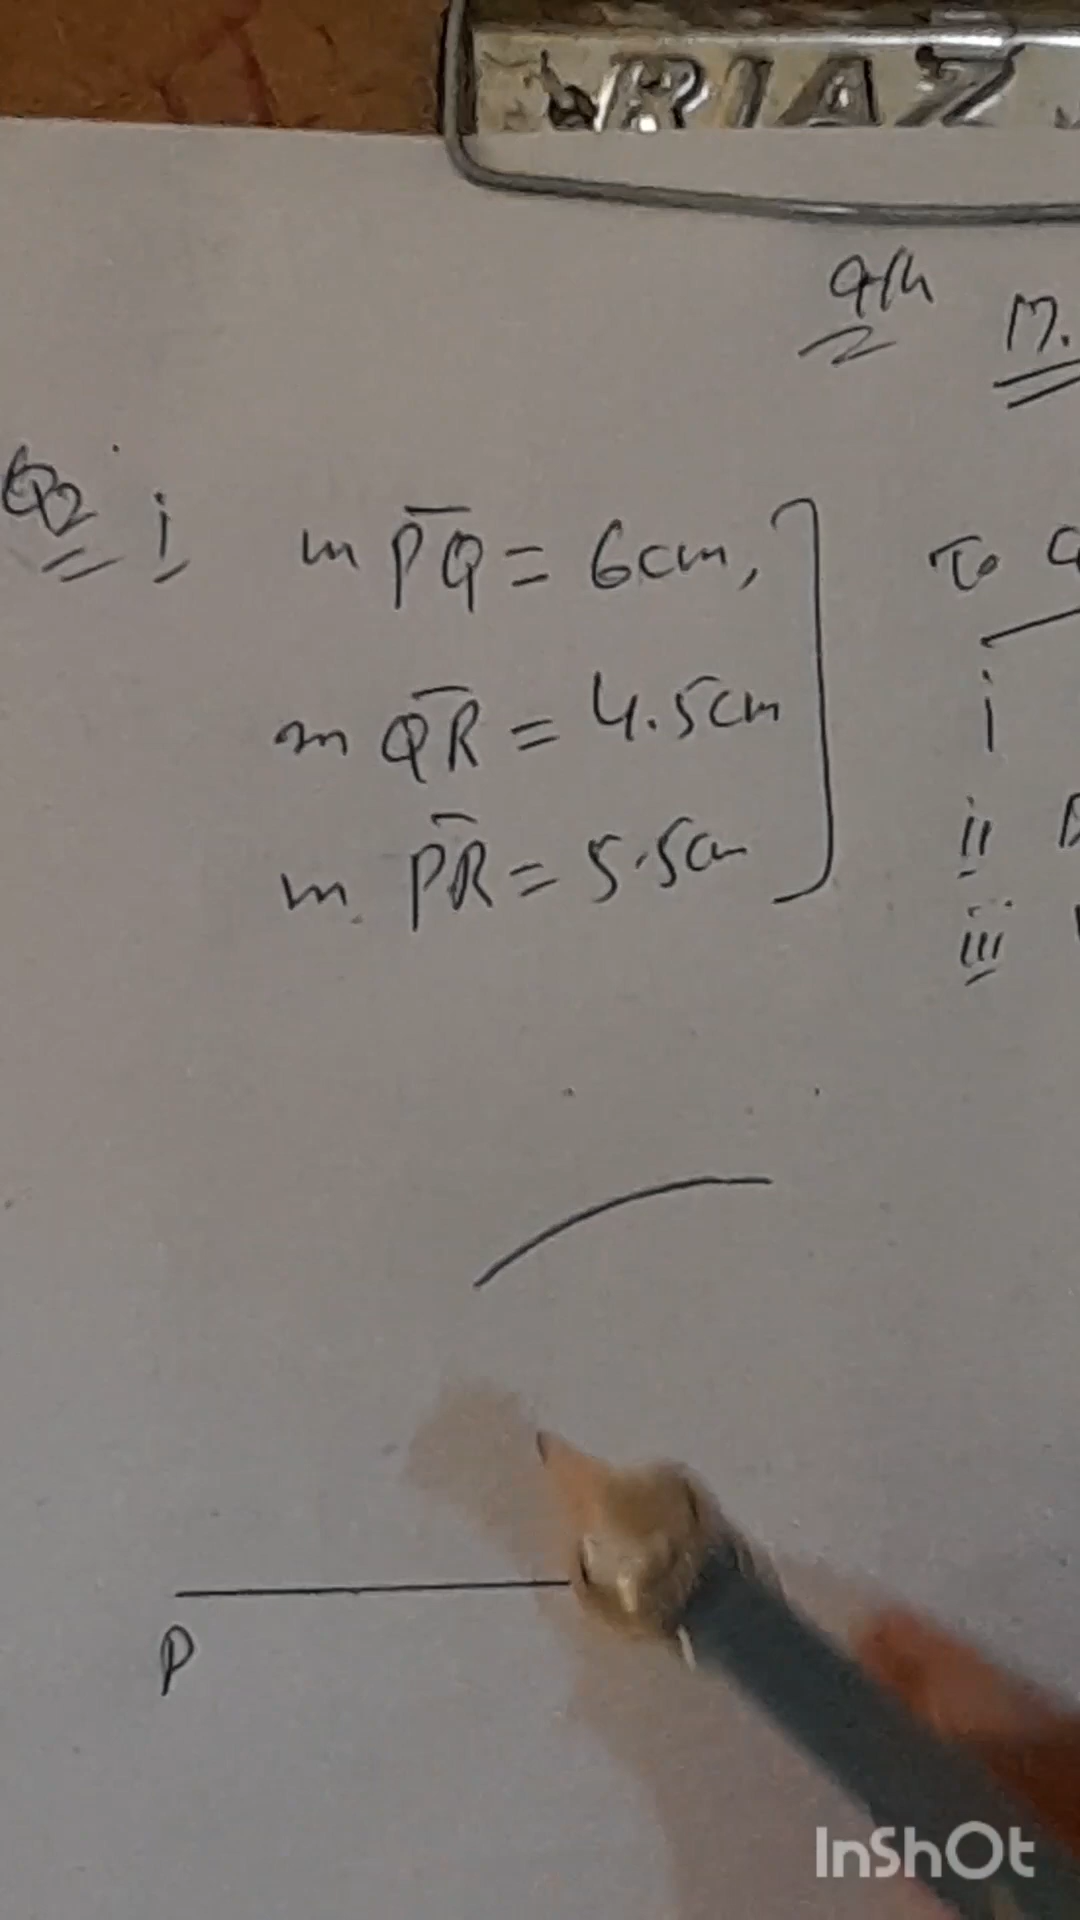 RIAZ
9th M.
Q2 i m PQ = 6cm, To
m QR = 4.5cm i
m PR = 5.5cm ii
iii
P
InShOt